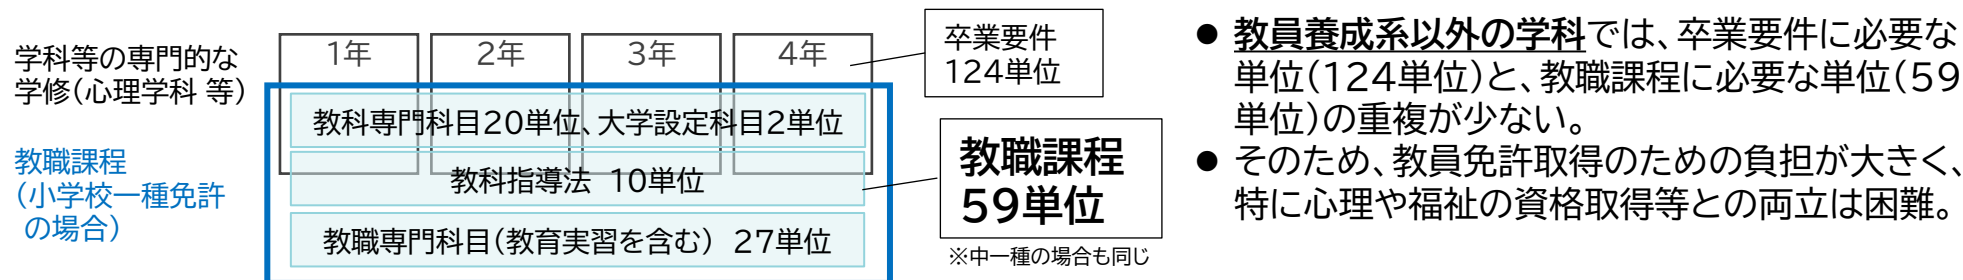 学科等の専門的な
学修(心理学科 等)
1年 2年 3年 4年
卒業要件
124単位
教職課程
(小学校一種免許
の場合)
教科専門科目20単位、大学設定科目2単位
教科指導法 10単位
教職専門科目(教育実習を含む) 27単位
教職課程
59単位
※中一種の場合も同じ
● 教員養成系以外の学科では、卒業要件に必要な
単位(124単位)と、教職課程に必要な単位(59
単位)の重複が少ない。
● そのため、教員免許取得のための負担が大きく、
特に心理や福祉の資格取得等との両立は困難。